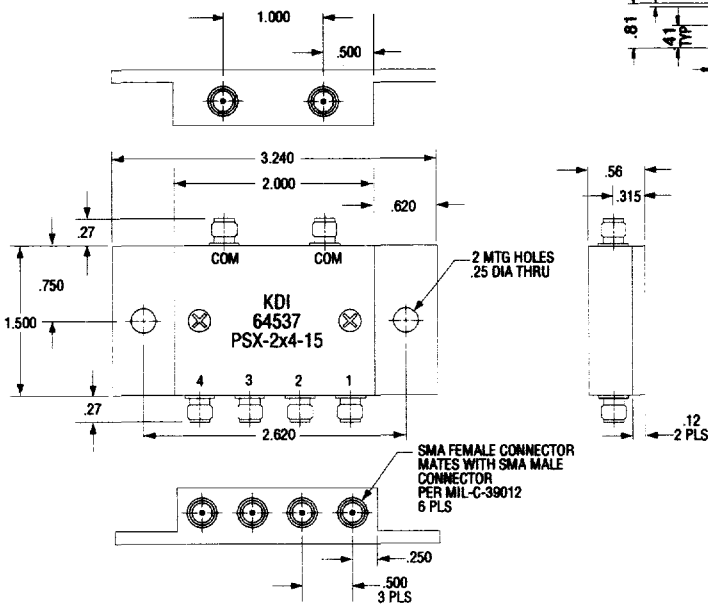 1.000
.500
.81
.41
TYP
3.240
2.000
.620
.56
.315
.27
COM
COM
.750
1.500
KDI
64537
PSX-2x4-15
2 MTG HOLES
.25 DIA THRU
4 3 2 1
.27
2.620
.12
2 PLS
SMA FEMALE CONNECTOR
MATES WITH SMA MALE
CONNECTOR
PER MIL-C-39012
6 PLS
.250
.500
3 PLS